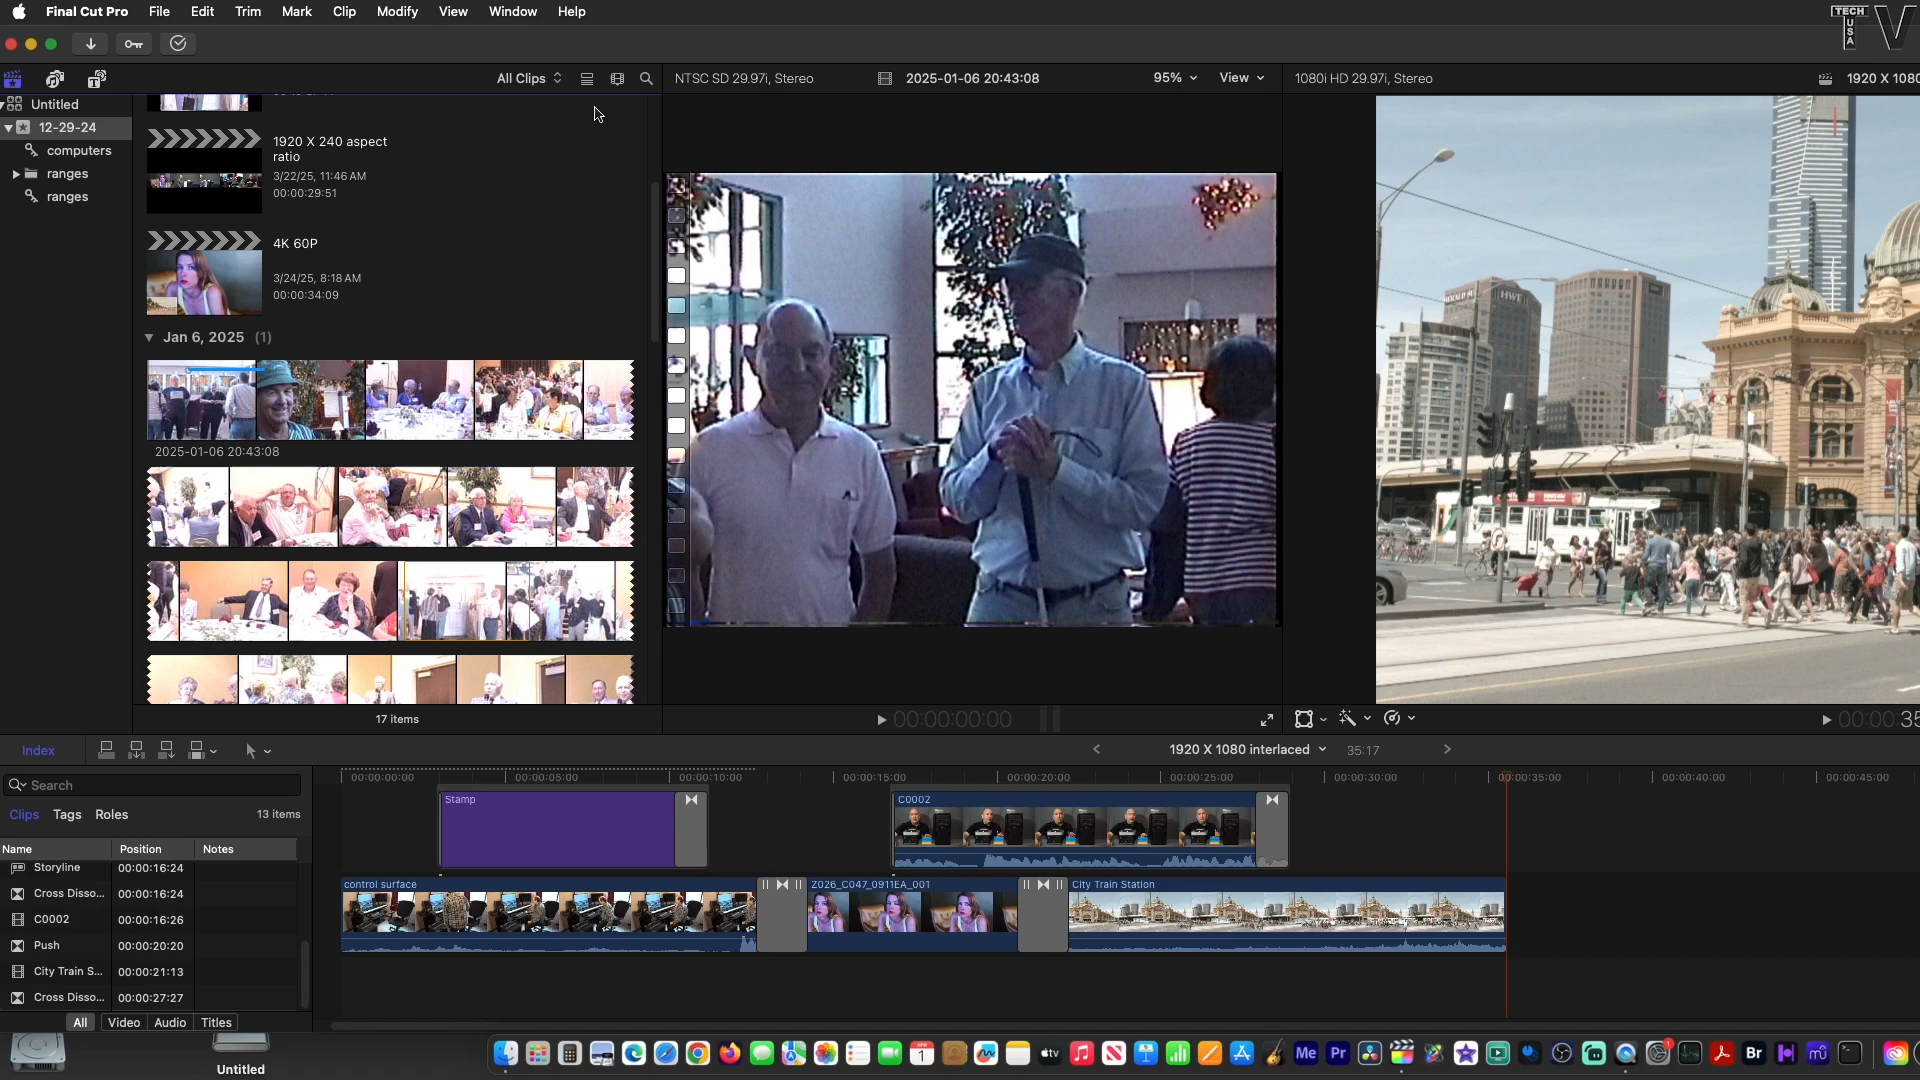 Final Cut Pro File Edit Trim Mark Clip Modify View Window Help
TECH
USA
TV
All Clips
NTSC SD 29.97i, Stereo
2025-01-06 20:43:08
95%
View
1080i HD 29.97i, Stereo
1920 X 1080
Untitled
12-29-24
computers
ranges
ranges
1920 X 240 aspect
ratio
3/22/25, 11:46 AM
00:00:29:51
4K 60P
3/24/25, 8:18 AM
00:00:34:09
Jan 6, 2025 (1)
2025-01-06 20:43:08
17 items
00:00:00:00
00:00:35
Index
1920 X 1080 interlaced
35:17
Search
Clips Tags Roles
13 items
Name Position Notes
Storyline 00:00:16:24
Cross Disso... 00:00:16:24
C0002 00:00:16:26
Push 00:00:20:20
City Train S... 00:00:21:13
Cross Disso... 00:00:27:27
All Video Audio Titles
00:00:00:00 00:00:05:00 00:00:10:00 00:00:15:00 00:00:20:00 00:00:25:00 00:00:30:00 00:00:35:00 00:00:40:00 00:00:45:00
Stamp
C0002
control surface
Z026_C047_0911EA_001
City Train Station
Untitled
APR
1
tv
Me
Pr
Br